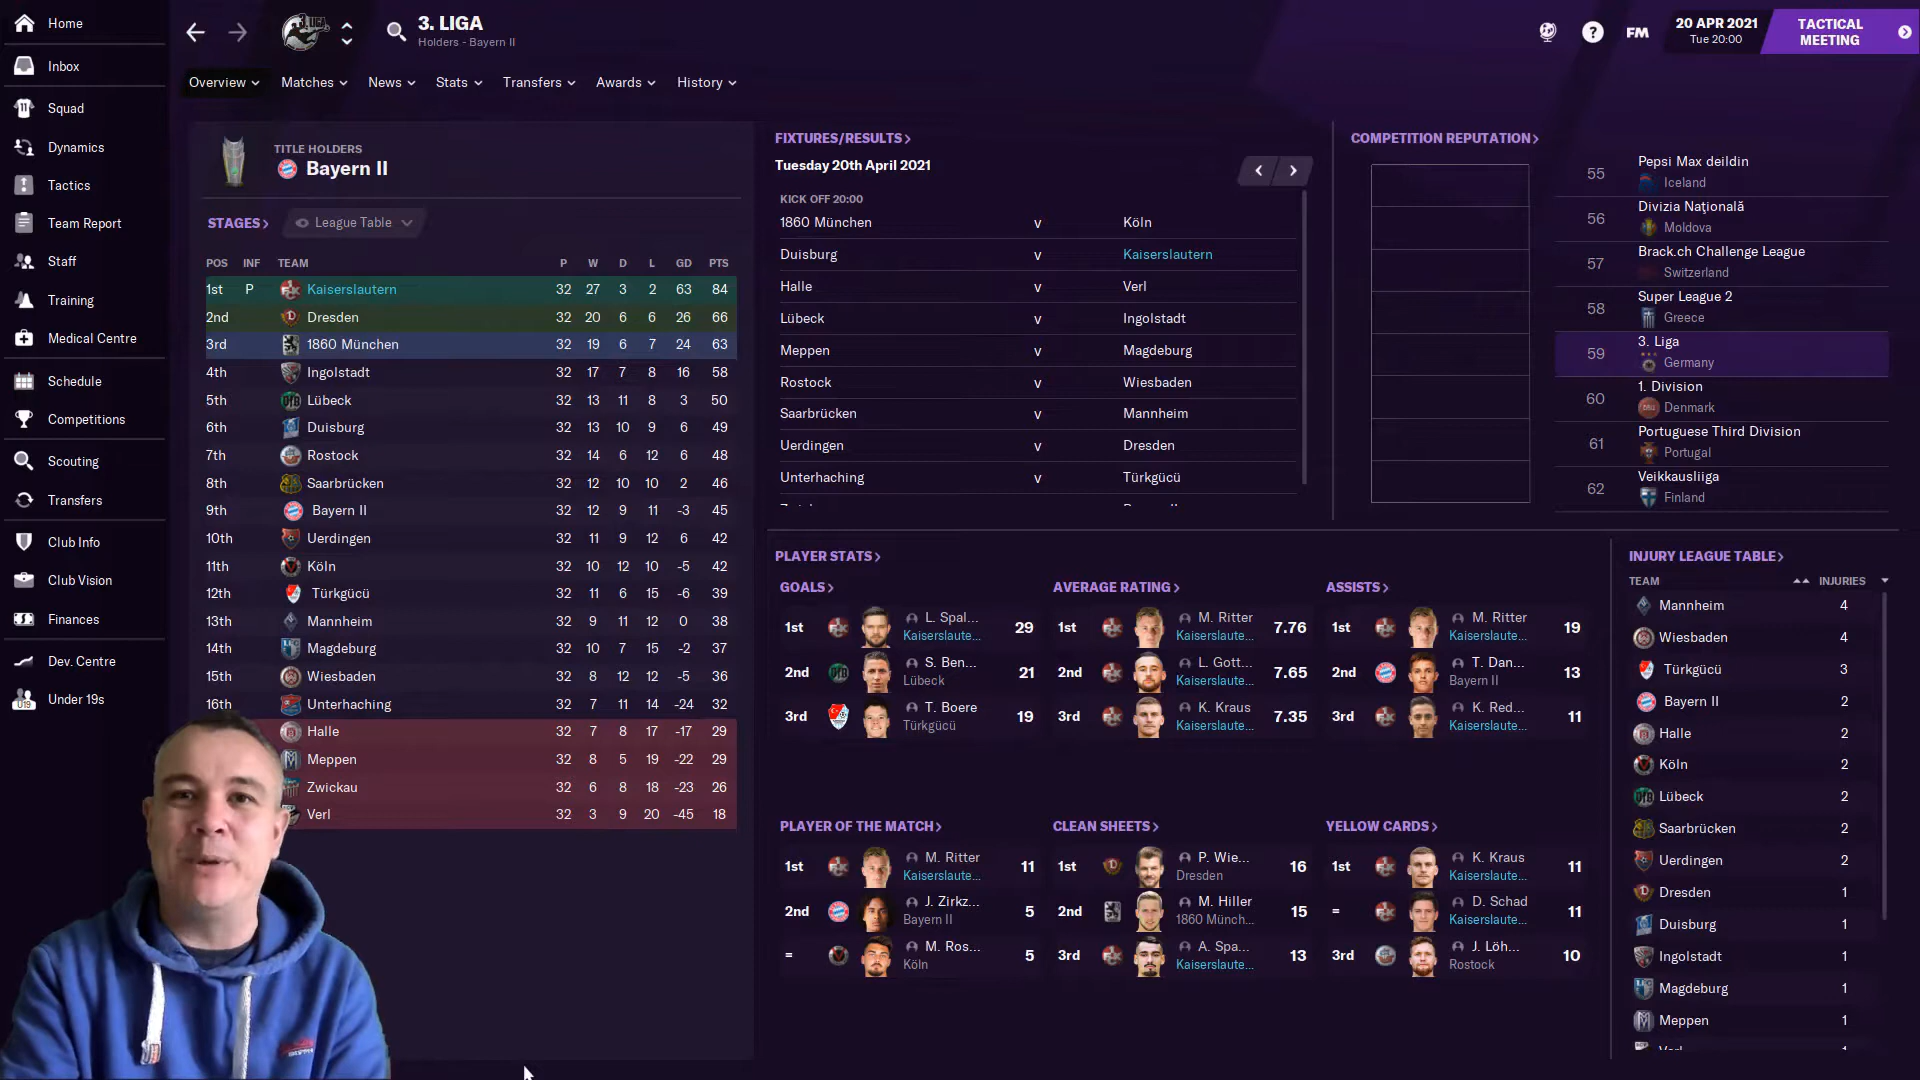 Home
Inbox
Squad
Dynamics
Tactics
Team Report
Staff
Training
Medical Centre
Schedule
Competitions
Scouting
Transfers
Club Info
Club Vision
Finances
Dev. Centre
Under 19s
3. LIGA
Holders - Bayern II
FM
20 APR 2021
Tue 20:00
TACTICAL
MEETING
Overview Matches News Stats Transfers Awards History
TITLE HOLDERS
Bayern II
STAGES
League Table
POS INF TEAM P W D L GD PTS
1st P Kaiserslautern 32 27 3 2 63 84
2nd Dresden 32 20 6 6 26 66
3rd 1860 München 32 19 6 7 24 63
4th Ingolstadt 32 17 7 8 16 58
5th Lübeck 32 13 11 8 3 50
6th Duisburg 32 13 10 9 6 49
7th Rostock 32 14 6 12 6 48
8th Saarbrücken 32 12 10 10 2 46
9th Bayern II 32 12 9 11 -3 45
10th Uerdingen 32 11 9 12 6 42
11th Köln 32 10 12 10 -5 42
12th Türkgücü 32 11 6 15 -6 39
13th Mannheim 32 9 11 12 0 38
14th Magdeburg 32 10 7 15 -2 37
15th Wiesbaden 32 8 12 12 -5 36
16th Unterhaching 32 7 11 14 -24 32
Halle 32 7 8 17 -17 29
Meppen 32 8 5 19 -22 29
Zwickau 32 6 8 18 -23 26
Verl 32 3 9 20 -45 18
FIXTURES/RESULTS
Tuesday 20th April 2021
KICK OFF 20:00
1860 München v Köln
Duisburg v Kaiserslautern
Halle v Verl
Lübeck v Ingolstadt
Meppen v Magdeburg
Rostock v Wiesbaden
Saarbrücken v Mannheim
Uerdingen v Dresden
Unterhaching v Türkgücü
COMPETITION REPUTATION
55 Pepsi Max deildin
Iceland
56 Divizia Naţională
Moldova
57 Brack.ch Challenge League
Switzerland
58 Super League 2
Greece
59 3. Liga
Germany
60 1. Division
Denmark
61 Portuguese Third Division
Portugal
62 Veikkausliiga
Finland
PLAYER STATS
GOALS
1st L. Spal... 29
Kaiserslaute...
2nd S. Ben... 21
Lübeck
3rd T. Boere 19
Türkgücü
AVERAGE RATING
1st M. Ritter 7.76
Kaiserslaute...
2nd L. Gott... 7.65
Kaiserslaute...
3rd K. Kraus 7.35
Kaiserslaute...
ASSISTS
1st M. Ritter 19
Kaiserslaute...
2nd T. Dan... 13
Bayern II
3rd K. Red... 11
Kaiserslaute...
PLAYER OF THE MATCH
1st M. Ritter 11
Kaiserslaute...
2nd J. Zirkz... 5
Bayern II
= M. Ros... 5
Köln
CLEAN SHEETS
1st P. Wie... 16
Dresden
2nd M. Hiller 15
1860 Münch...
3rd A. Spa... 13
Kaiserslaute...
YELLOW CARDS
1st K. Kraus 11
Kaiserslaute...
= D. Schad 11
Kaiserslaute...
3rd J. Löh... 10
Rostock
INJURY LEAGUE TABLE
TEAM INJURIES
Mannheim 4
Wiesbaden 4
Türkgücü 3
Bayern II 2
Halle 2
Köln 2
Lübeck 2
Saarbrücken 2
Uerdingen 2
Dresden 1
Duisburg 1
Ingolstadt 1
Magdeburg 1
Meppen 1